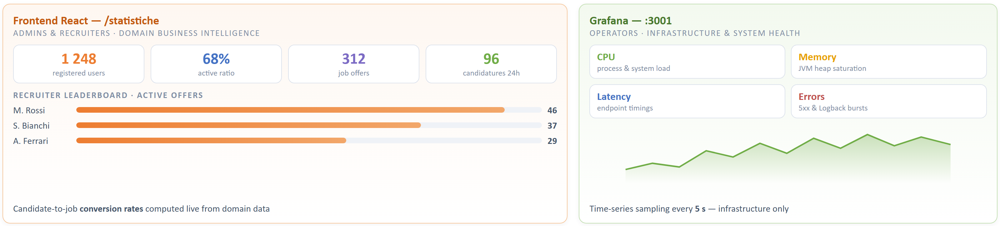 Frontend React — /statistiche
ADMINS & RECRUITERS · DOMAIN BUSINESS INTELLIGENCE
1 248
registered users
68%
active ratio
312
job offers
96
candidatures 24h
RECRUITER LEADERBOARD · ACTIVE OFFERS
M. Rossi 46
S. Bianchi 37
A. Ferrari 29
Candidate-to-job conversion rates computed live from domain data
Grafana — :3001
OPERATORS · INFRASTRUCTURE & SYSTEM HEALTH
CPU
process & system load
Memory
JVM heap saturation
Latency
endpoint timings
Errors
5xx & Logback bursts
Time-series sampling every 5 s — infrastructure only